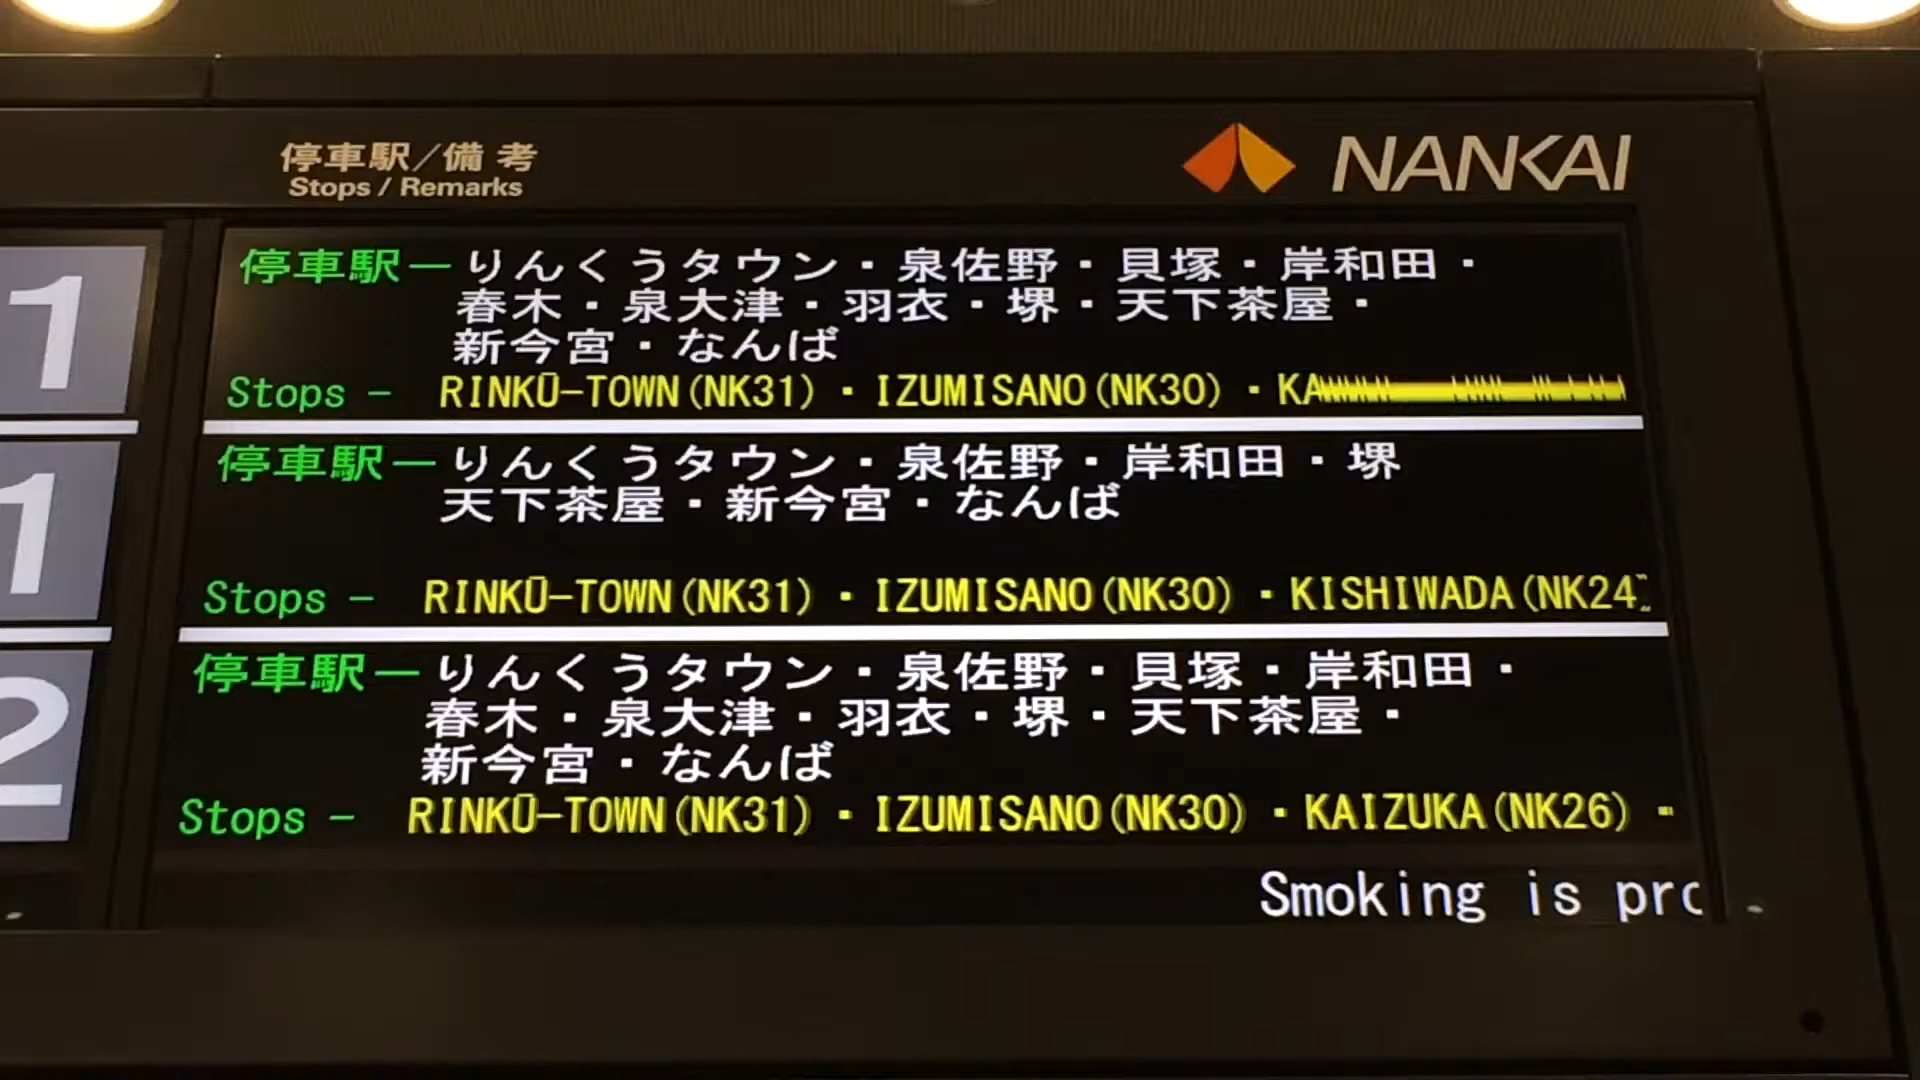 停車駅／備考
Stops / Remarks
NANKAI
1
停車駅ーりんくうタウン・泉佐野・貝塚・岸和田・
春木・泉大津・羽衣・堺・天下茶屋・
新今宮・なんば
Stops - RINKŪ-TOWN(NK31)・IZUMISANO(NK30)・KA
1
停車駅ーりんくうタウン・泉佐野・岸和田・堺
天下茶屋・新今宮・なんば
Stops - RINKŪ-TOWN(NK31)・IZUMISANO(NK30)・KISHIWADA(NK24)
2
停車駅ーりんくうタウン・泉佐野・貝塚・岸和田・
春木・泉大津・羽衣・堺・天下茶屋・
新今宮・なんば
Stops - RINKŪ-TOWN(NK31)・IZUMISANO(NK30)・KAIZUKA(NK26)・
Smoking is pro